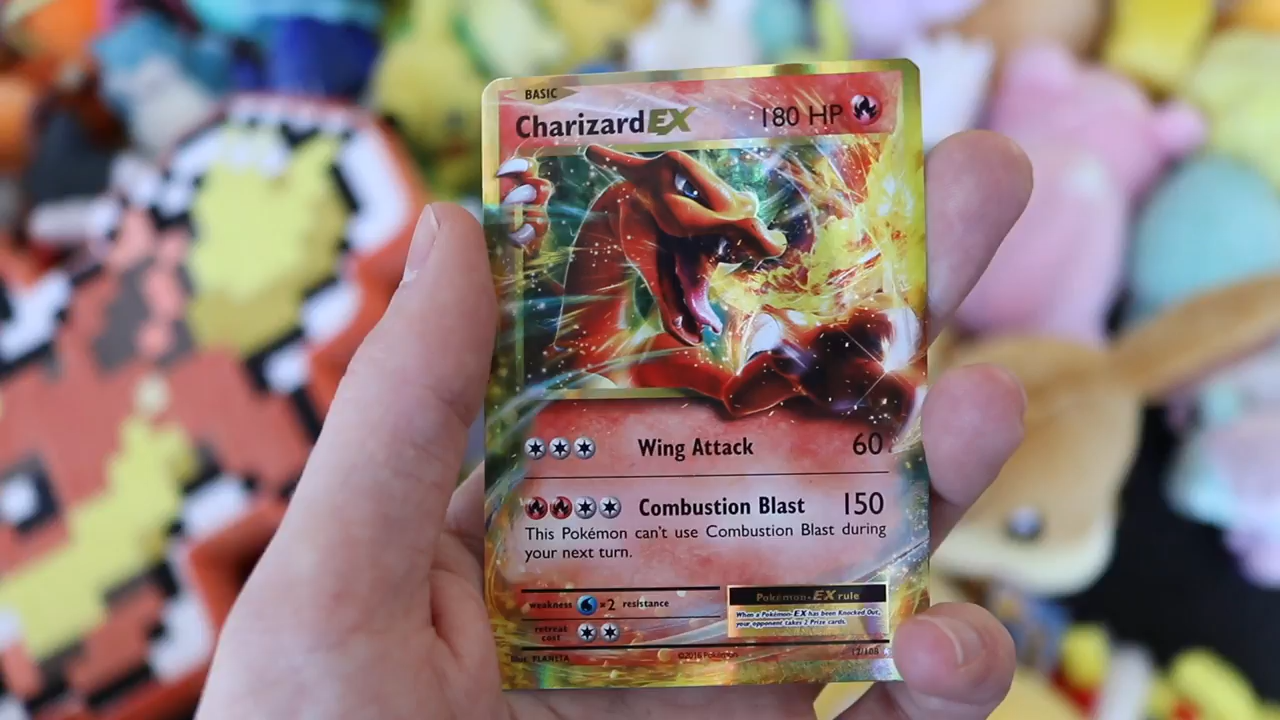 BASIC
Charizard EX 180 HP
Wing Attack 60
Combustion Blast 150
This Pokémon can't use Combustion Blast during
your next turn.
weakness ×2 resistance
retreat
cost
Pokémon-EX rule
When a Pokémon-EX has been Knocked Out,
your opponent takes 2 Prize cards.
Illus. PLANETA ©2016 Pokémon 12/108